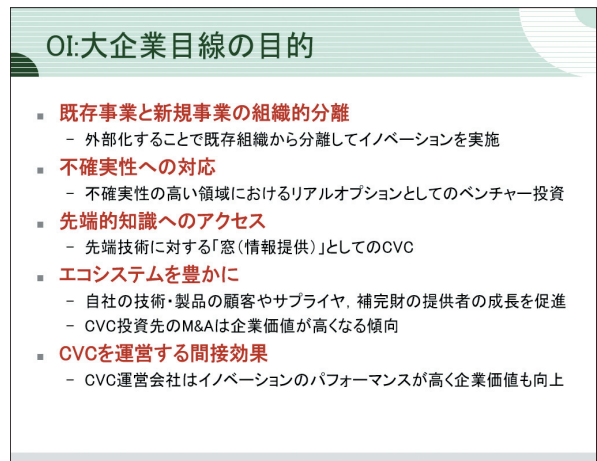 OI:大企業目線の目的
■ 既存事業と新規事業の組織的分離
– 外部化することで既存組織から分離してイノベーションを実施
■ 不確実性への対応
– 不確実性の高い領域におけるリアルオプションとしてのベンチャー投資
■ 先端的知識へのアクセス
– 先端技術に対する「窓(情報提供)」としてのCVC
■ エコシステムを豊かに
– 自社の技術・製品の顧客やサプライヤ，補完財の提供者の成長を促進
– CVC投資先のM&Aは企業価値が高くなる傾向
■ CVCを運営する間接効果
– CVC運営会社はイノベーションのパフォーマンスが高く企業価値も向上